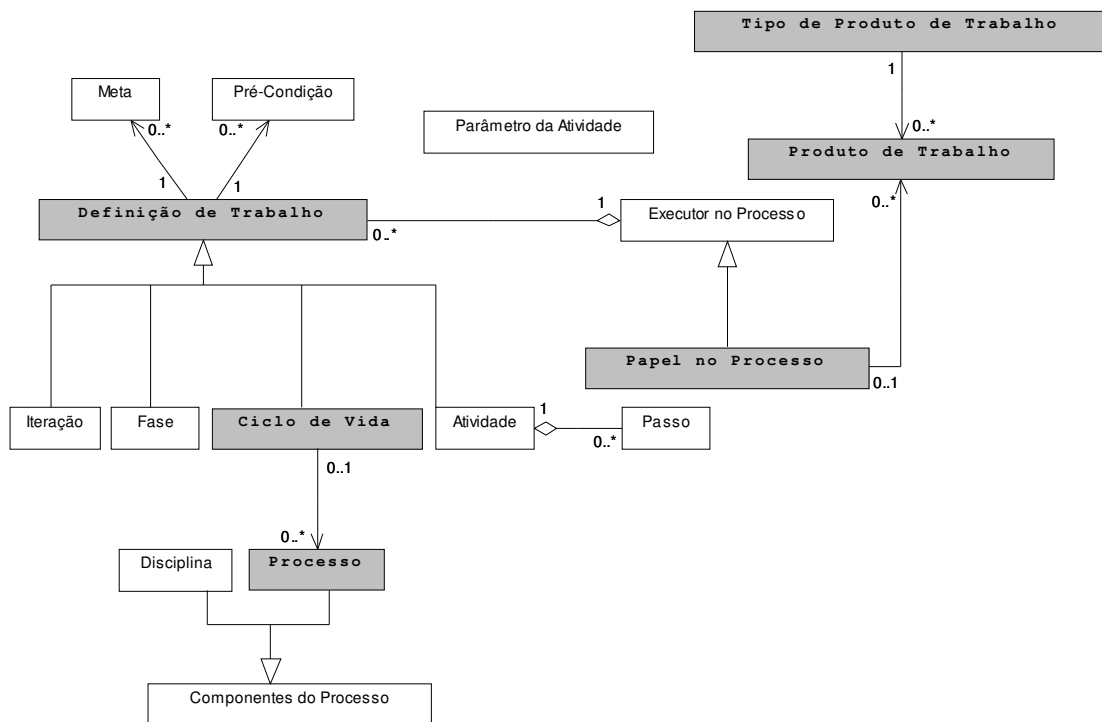 Tipo de Produto de Trabalho
1
Meta
Pré-Condição
Parâmetro da Atividade
0..*
0..*
0..*
Produto de Trabalho
1
1
0..*
Definição de Trabalho
1
Executor no Processo
0..*
Papel no Processo
0..1
Iteração
Fase
Ciclo de Vida
Atividade
1
Passo
0..*
0..1
0..*
Disciplina
Processo
Componentes do Processo